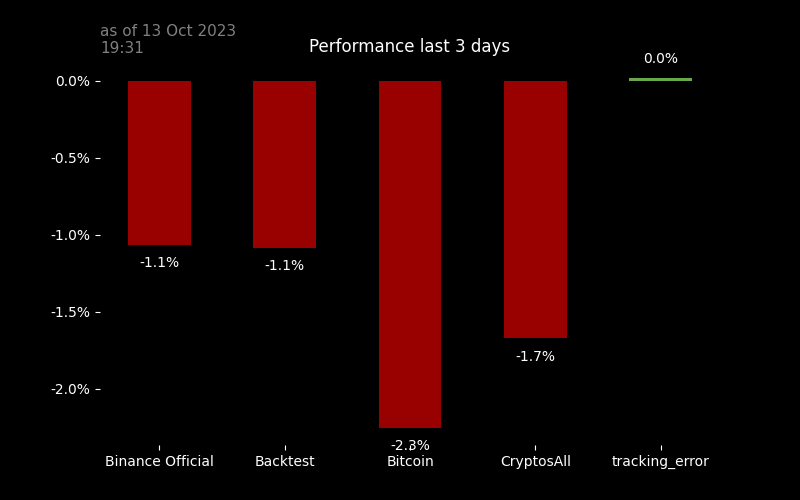 as of 13 Oct 2023
19:31
Performance last 3 days
0.0%
0.0%
-0.5%
-1.0%
-1.1%
-1.1%
-1.5%
-1.7%
-2.0%
-2.3%
Binance Official
Backtest
Bitcoin
CryptosAll
tracking_error